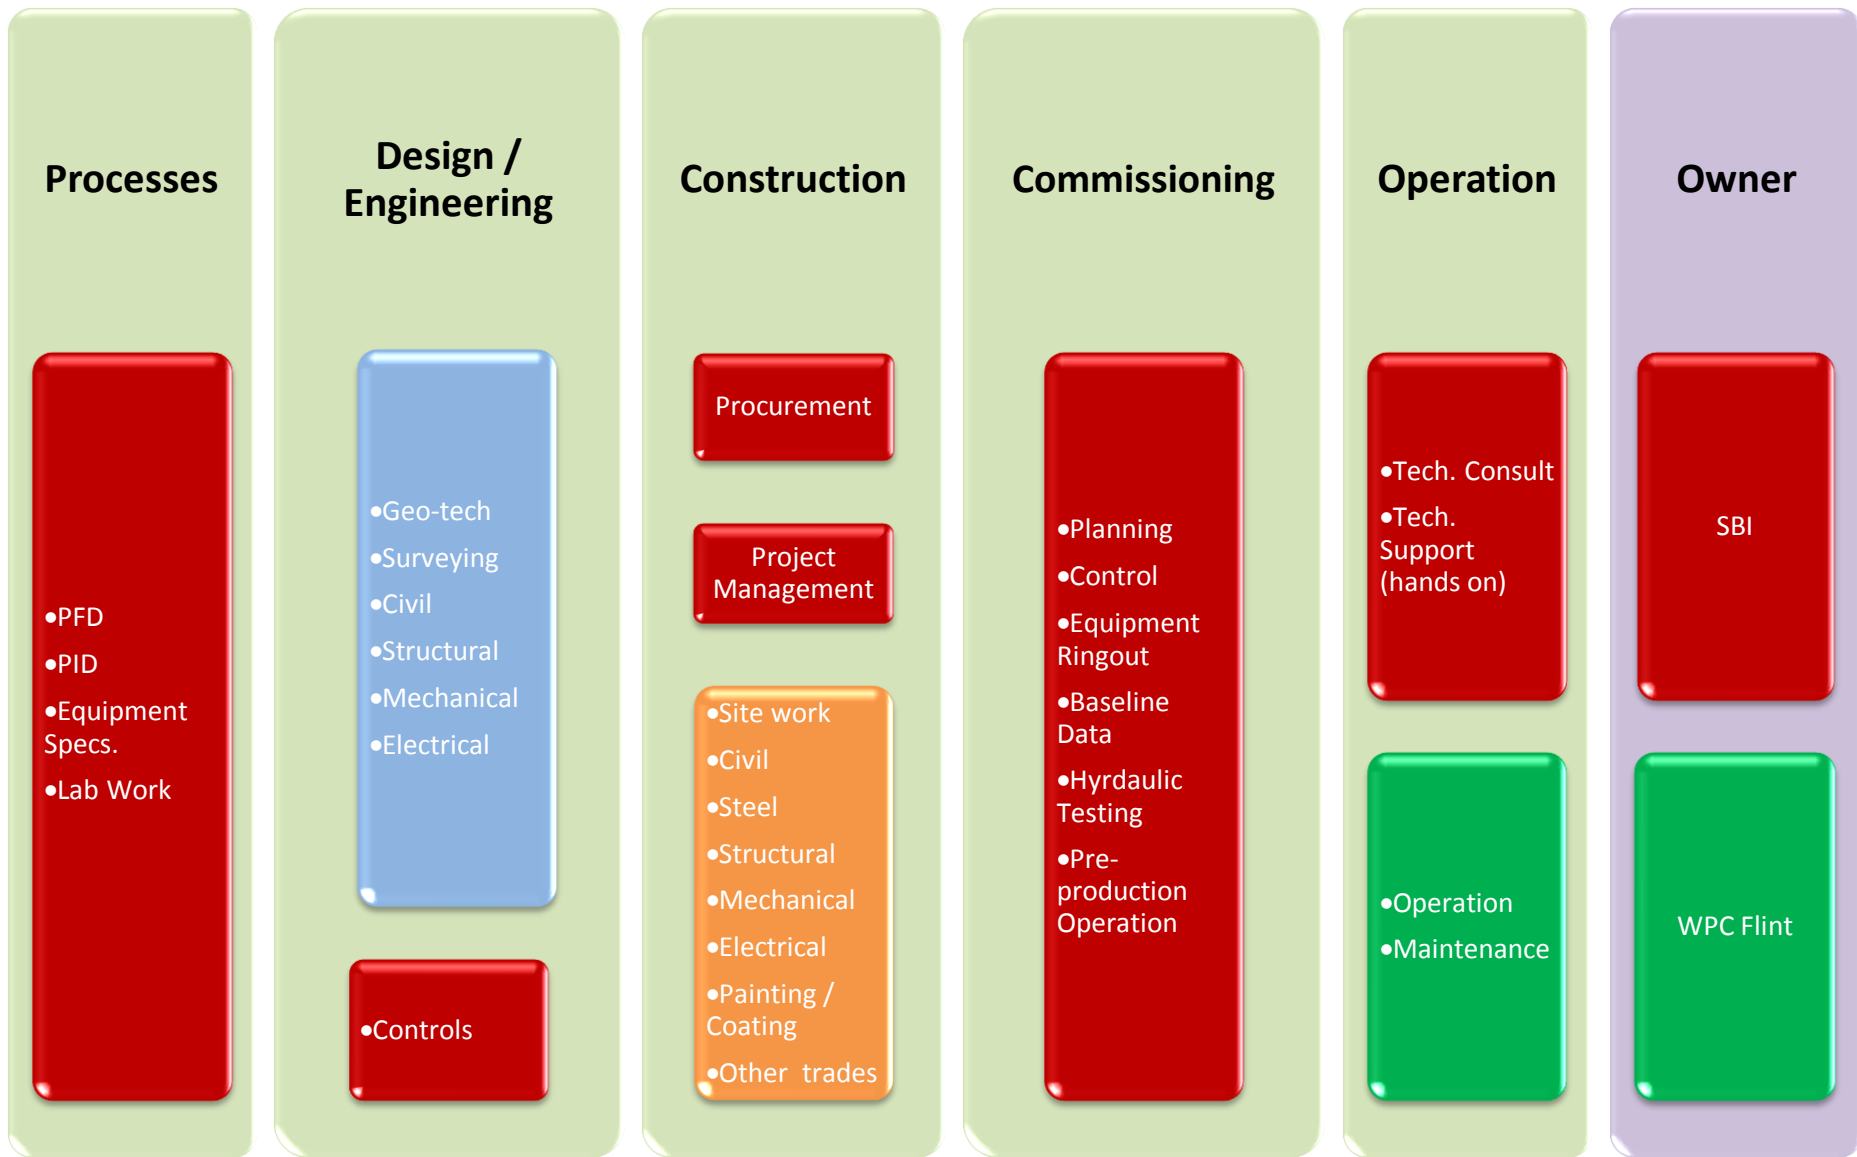 Processes
•PFD
•PID
•Equipment
Specs.
•Lab Work
Design /
Engineering
•Geo-tech
•Surveying
•Civil
•Structural
•Mechanical
•Electrical
•Controls
Construction
Procurement
Project
Management
•Site work
•Civil
•Steel
•Structural
•Mechanical
•Electrical
•Painting /
Coating
•Other trades
Commissioning
•Planning
•Control
•Equipment
Ringout
•Baseline
Data
•Hyrdaulic
Testing
•Pre-
production
Operation
Operation
•Tech. Consult
•Tech.
Support
(hands on)
•Operation
•Maintenance
Owner
SBI
WPC Flint